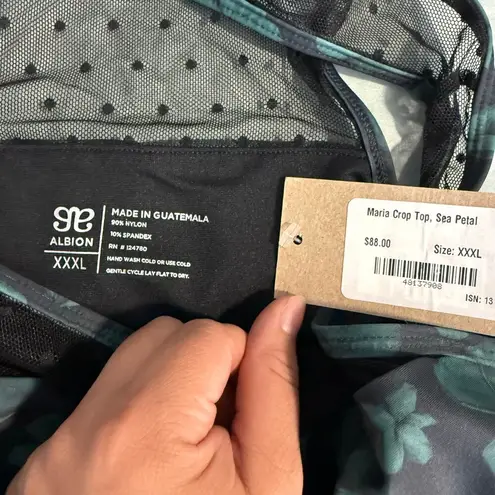 ALBION
XXXL
MADE IN GUATEMALA
90% NYLON
10% SPANDEX
RN # 124760
HAND WASH COLD OR USE COLD
GENTLE CYCLE LAY FLAT TO DRY.
Maria Crop Top, Sea Petal
$88.00
Size: XXXL
48137908
ISN: 13